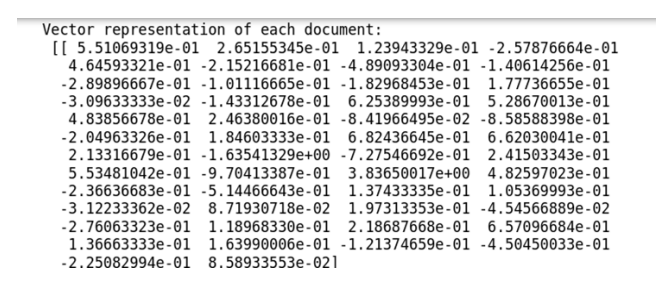 Vector representation of each document:
[[ 5.51069319e-01 2.65155345e-01 1.23943329e-01 -2.57876664e-01
4.64593321e-01 -2.15216681e-01 -4.89093304e-01 -1.40614256e-01
-2.89896667e-01 -1.01116665e-01 -1.82968453e-01 1.77736655e-01
-3.09633333e-02 -1.43312678e-01 6.25389993e-01 5.28670013e-01
4.83856678e-01 2.46380016e-01 -8.41966495e-02 -8.58588398e-02
-2.04963326e-01 1.84603333e-01 6.82436645e-01 6.62030041e-01
2.13316679e-01 -1.63541329e+00 -7.27546692e-01 2.41503343e-01
5.53481042e-01 -9.70413387e-01 3.83650017e+00 4.82597023e-01
-2.36636683e-01 -5.14466643e-01 1.37433335e-01 1.05369993e-01
-3.12233362e-02 8.71930718e-02 1.97313353e-01 -4.54566889e-02
-2.76063323e-01 1.18968330e-01 2.18687668e-01 6.57096684e-01
1.36663333e-01 1.63990006e-01 -1.21374659e-01 -4.50450033e-01
-2.25082994e-01 8.58933553e-02]